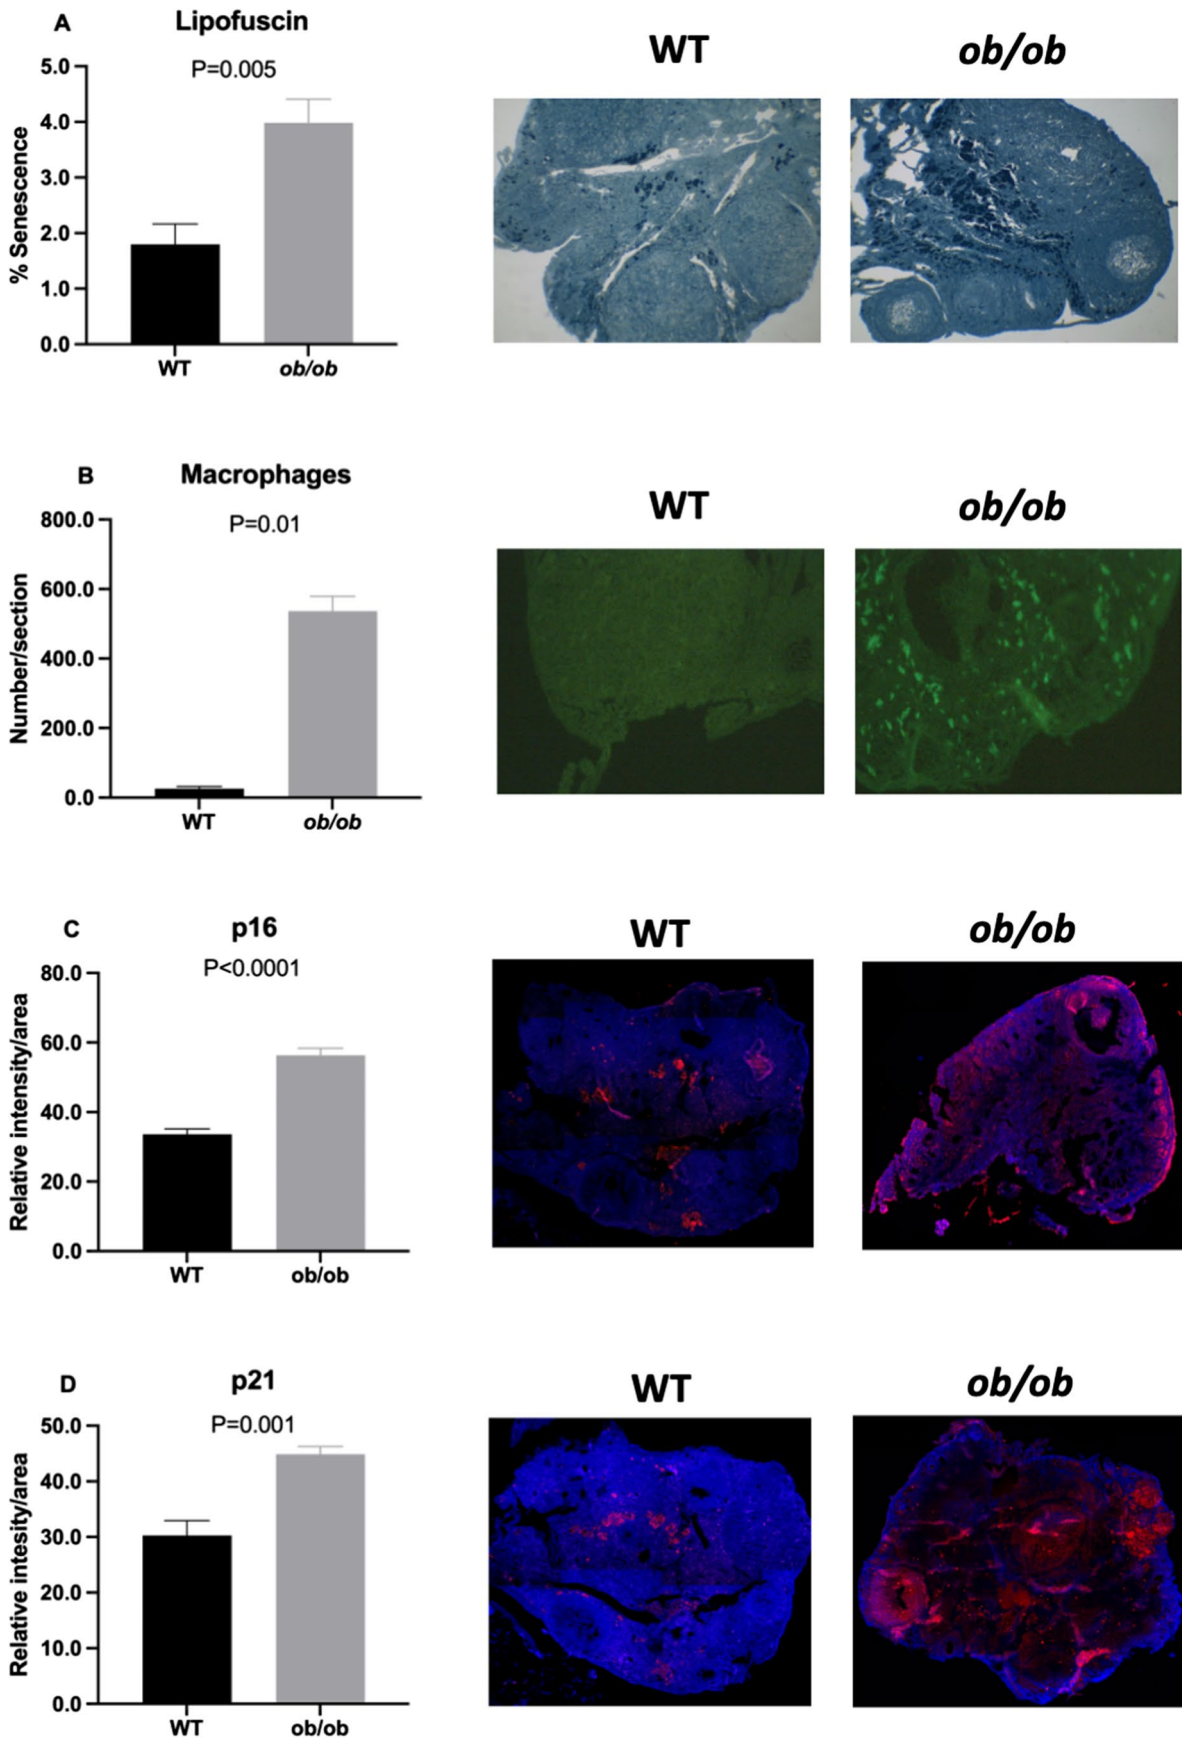 A
Lipofuscin
P=0.005
% Senescence
5.0
4.0
3.0
2.0
1.0
0.0
WT
ob/ob
WT
ob/ob
B
Macrophages
P=0.01
Number/section
800.0
600.0
400.0
200.0
0.0
WT
ob/ob
WT
ob/ob
C
p16
P<0.0001
Relative intensity/area
80.0
60.0
40.0
20.0
0.0
WT
ob/ob
WT
ob/ob
D
p21
P=0.001
Relative intesity/area
50.0
40.0
30.0
20.0
10.0
0.0
WT
ob/ob
WT
ob/ob